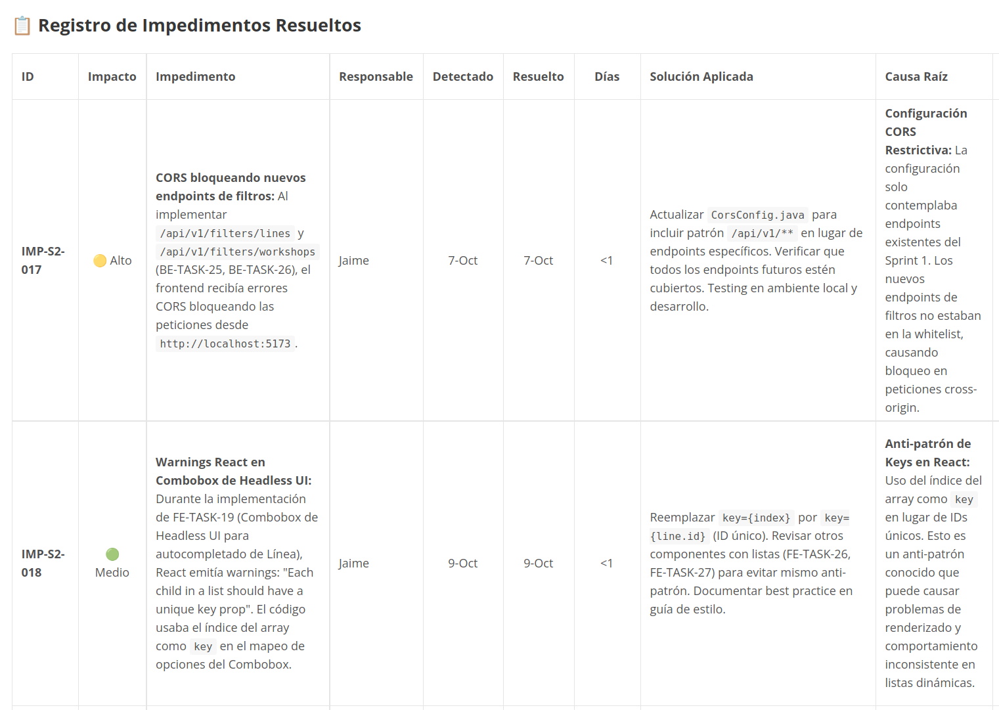 📋 Registro de Impedimentos Resueltos
ID
Impacto
Impedimento
Responsable
Detectado
Resuelto
Días
Solución Aplicada
Causa Raíz
IMP-S2-
017
🟡 Alto
CORS bloqueando nuevos
endpoints de filtros: Al
implementar
/api/v1/filters/lines y
/api/v1/filters/workshops
(BE-TASK-25, BE-TASK-26), el
frontend recibía errores
CORS bloqueando las
peticiones desde
http://localhost:5173.
Jaime
7-Oct
7-Oct
<1
Actualizar CorsConfig.java para
incluir patrón /api/v1/** en lugar de
endpoints específicos. Verificar que
todos los endpoints futuros estén
cubiertos. Testing en ambiente local y
desarrollo.
Configuración
CORS
Restrictiva: La
configuración
solo
contemplaba
endpoints
existentes del
Sprint 1. Los
nuevos
endpoints de
filtros no estaban
en la whitelist,
causando
bloqueo en
peticiones cross-
origin.
IMP-S2-
018
🟢
Medio
Warnings React en
Combobox de Headless UI:
Durante la implementación
de FE-TASK-19 (Combobox de
Headless UI para
autocompletado de Línea),
React emitía warnings: "Each
child in a list should have a
unique key prop". El código
usaba el índice del array
como key en el mapeo de
opciones del Combobox.
Jaime
9-Oct
9-Oct
<1
Reemplazar key={index} por key=
{line.id} (ID único). Revisar otros
componentes con listas (FE-TASK-26,
FE-TASK-27) para evitar mismo anti-
patrón. Documentar best practice en
guía de estilo.
Anti-patrón de
Keys en React:
Uso del índice del
array como key
en lugar de IDs
únicos. Esto es
un anti-patrón
conocido que
puede causar
problemas de
renderizado y
comportamiento
inconsistente en
listas dinámicas.